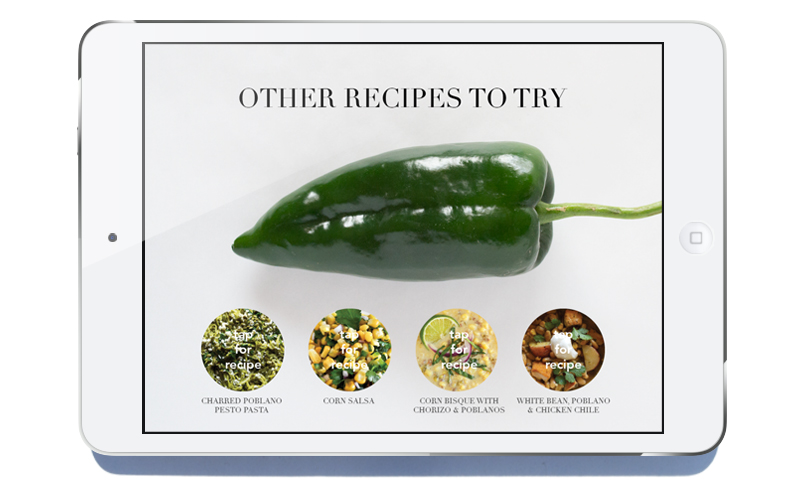 OTHER RECIPES TO TRY
tap
for
recipe
tap
for
recipe
tap
for
recipe
tap
for
recipe
CHARRED POBLANO
PESTO PASTA
CORN SALSA
CORN BISQUE WITH
CHORIZO & POBLANOS
WHITE BEAN, POBLANO
& CHICKEN CHILE